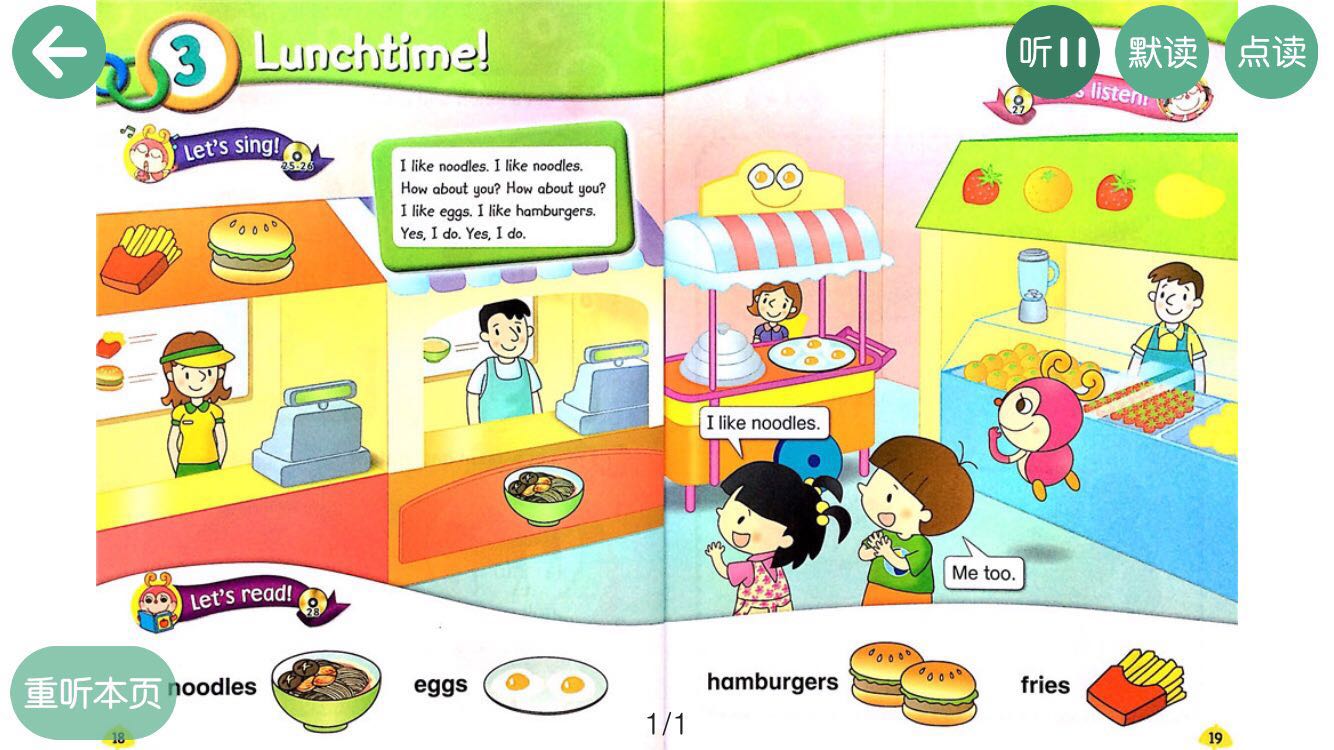 3 Lunchtime!
听
默读
点读
Let's sing!
25-26
listen!
27
I like noodles. I like noodles.
How about you? How about you?
I like eggs. I like hamburgers.
Yes, I do. Yes, I do.
I like noodles.
Me too.
Let's read!
28
noodles
eggs
hamburgers
fries
重听本页
18
1/1
19